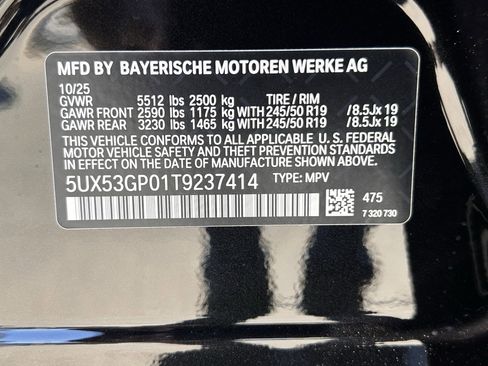 MFD BY BAYERISCHE MOTOREN WERKE AG
10/25
GVWR 5512 lbs 2500 kg TIRE / RIM
GAWR FRONT 2590 lbs 1175 kg WITH 245/50 R19 /8.5Jx 19
GAWR REAR 3230 lbs 1465 kg WITH 245/50 R19 /8.5Jx 19
THIS VEHICLE CONFORMS TO ALL APPLICABLE U. S. FEDERAL
MOTOR VEHICLE SAFETY AND THEFT PREVENTION STANDARDS
IN EFFECT ON THE DATE OF MANUFACTURE SHOWN ABOVE.
5UX53GP01T9237414 TYPE: MPV
475
7 320 730